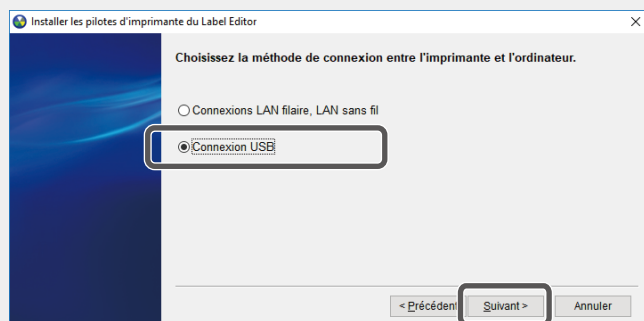 Installer les pilotes d'imprimante du Label Editor
Choisissez la méthode de connexion entre l'imprimante et l'ordinateur.
Connexions LAN filaire, LAN sans fil
Connexion USB
< Précédent Suivant > Annuler